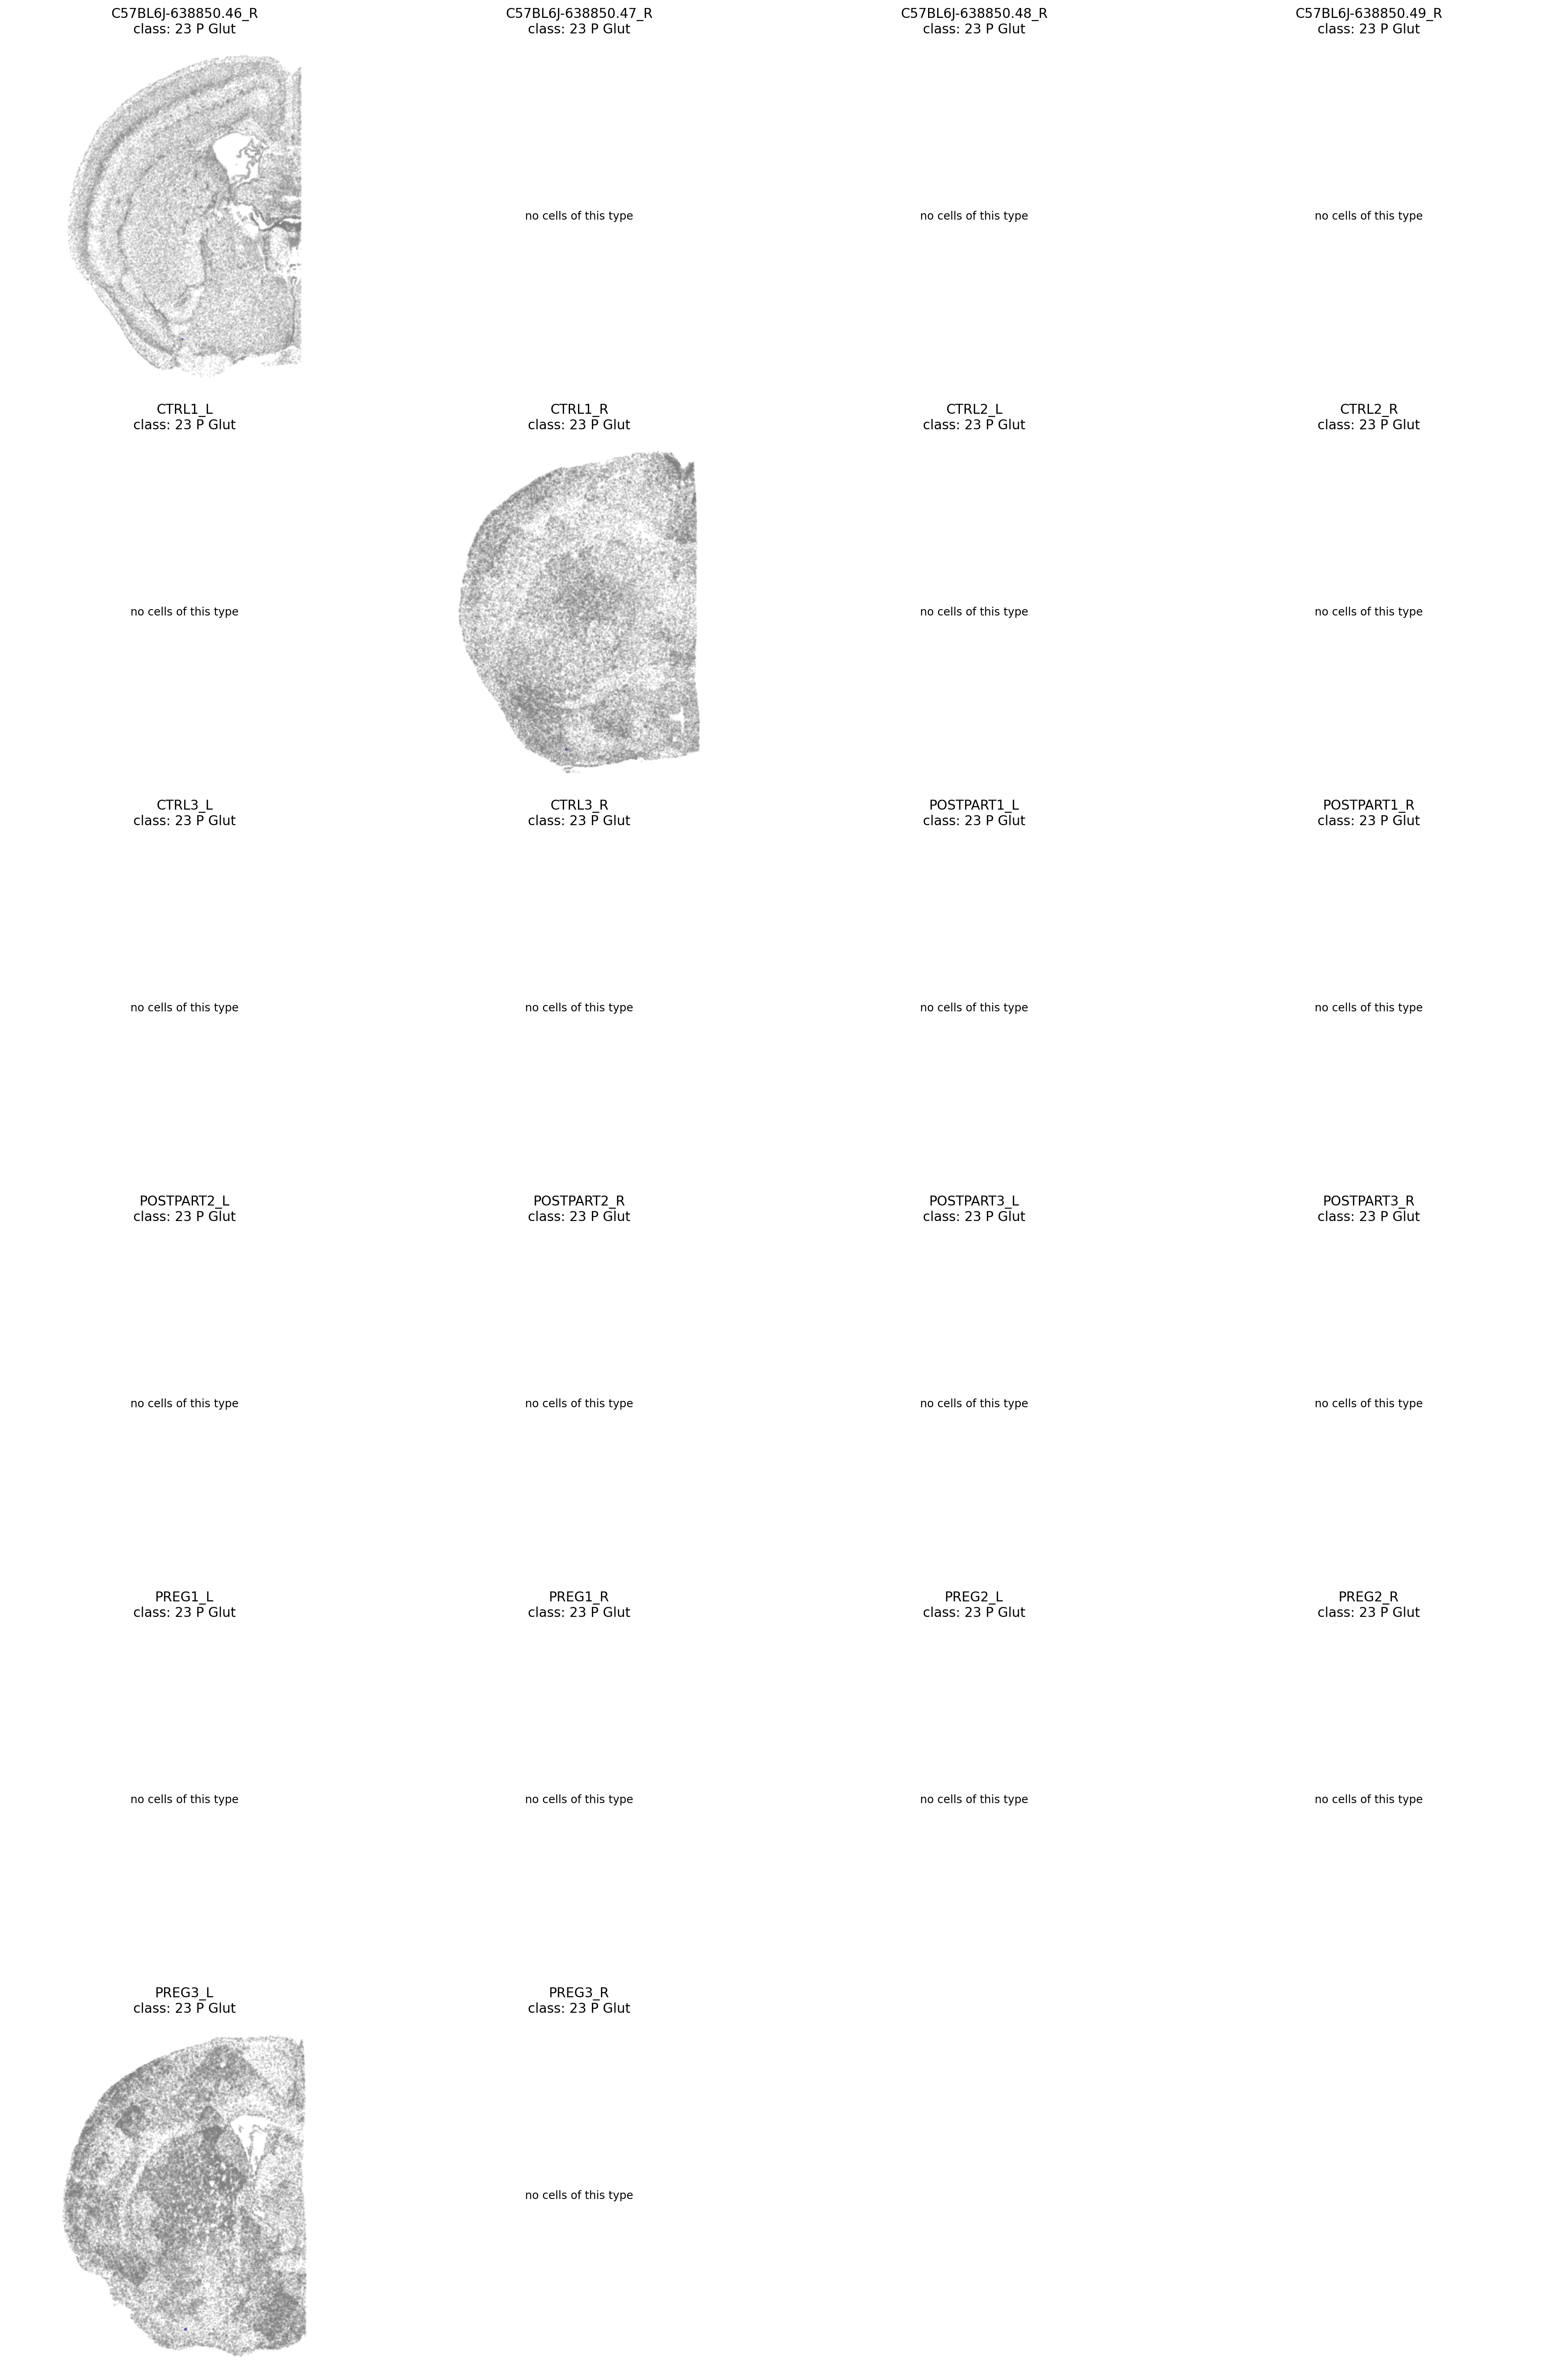 C57BL6J-638850.46_R
class: 23 P Glut
C57BL6J-638850.47_R
class: 23 P Glut
no cells of this type
C57BL6J-638850.48_R
class: 23 P Glut
no cells of this type
C57BL6J-638850.49_R
class: 23 P Glut
no cells of this type
CTRL1_L
class: 23 P Glut
no cells of this type
CTRL1_R
class: 23 P Glut
CTRL2_L
class: 23 P Glut
no cells of this type
CTRL2_R
class: 23 P Glut
no cells of this type
CTRL3_L
class: 23 P Glut
no cells of this type
CTRL3_R
class: 23 P Glut
no cells of this type
POSTPART1_L
class: 23 P Glut
no cells of this type
POSTPART1_R
class: 23 P Glut
no cells of this type
POSTPART2_L
class: 23 P Glut
no cells of this type
POSTPART2_R
class: 23 P Glut
no cells of this type
POSTPART3_L
class: 23 P Glut
no cells of this type
POSTPART3_R
class: 23 P Glut
no cells of this type
PREG1_L
class: 23 P Glut
no cells of this type
PREG1_R
class: 23 P Glut
no cells of this type
PREG2_L
class: 23 P Glut
no cells of this type
PREG2_R
class: 23 P Glut
no cells of this type
PREG3_L
class: 23 P Glut
PREG3_R
class: 23 P Glut
no cells of this type